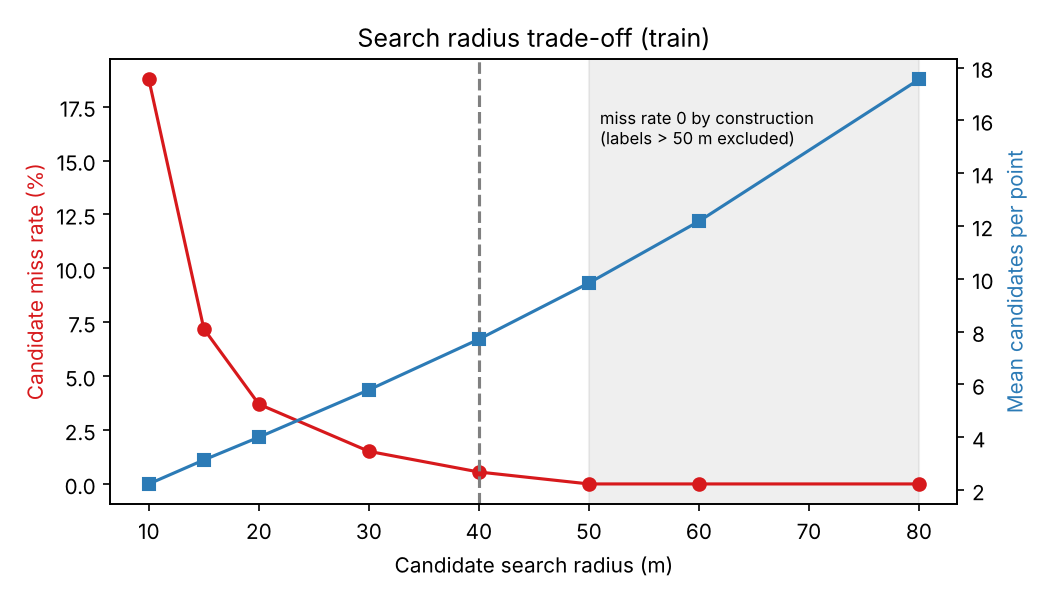 Search radius trade-off (train)
Candidate miss rate (%)
17.5
15.0
12.5
10.0
7.5
5.0
2.5
0.0
miss rate 0 by construction
(labels > 50 m excluded)
18
16
14
12
10
8
6
4
2
Mean candidates per point
10 20 30 40 50 60 70 80
Candidate search radius (m)